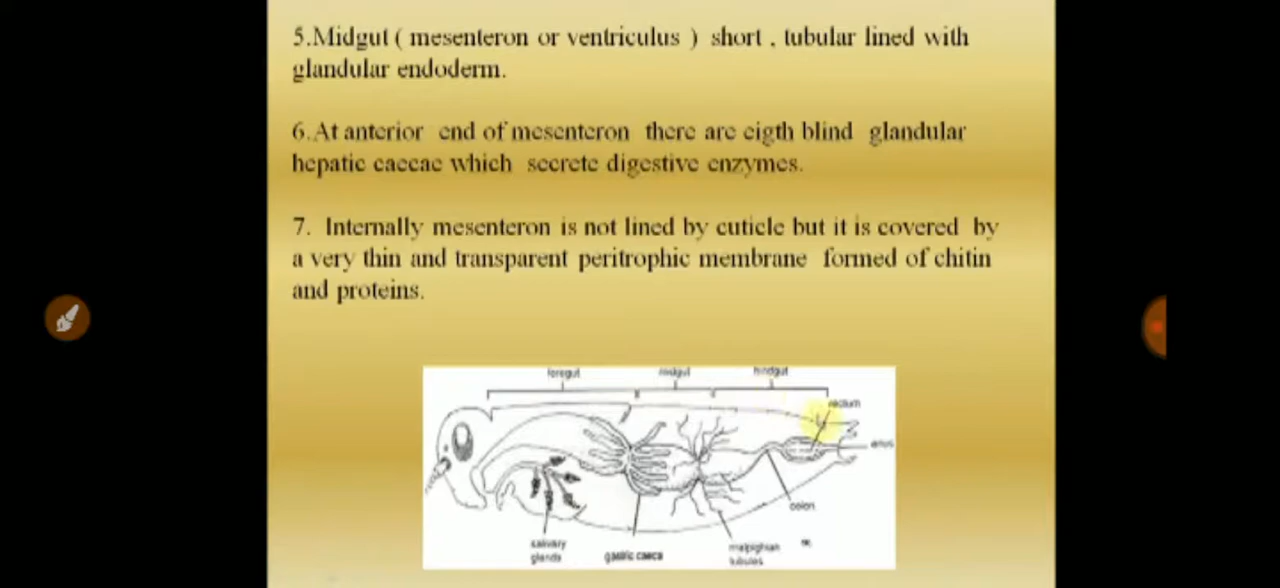 5.Midgut ( mesenteron or ventriculus ) short , tubular lined with
glandular endoderm.
6.At anterior end of mesenteron there are eigth blind glandular
hepatic caecae which secrete digestive enzymes.
7. Internally mesenteron is not lined by cuticle but it is covered by
a very thin and transparent peritrophic membrane formed of chitin
and proteins.
foregut midgut hindgut
rectum
anus
colon
salivary
glands
gastric caeca
malpighian
tubules